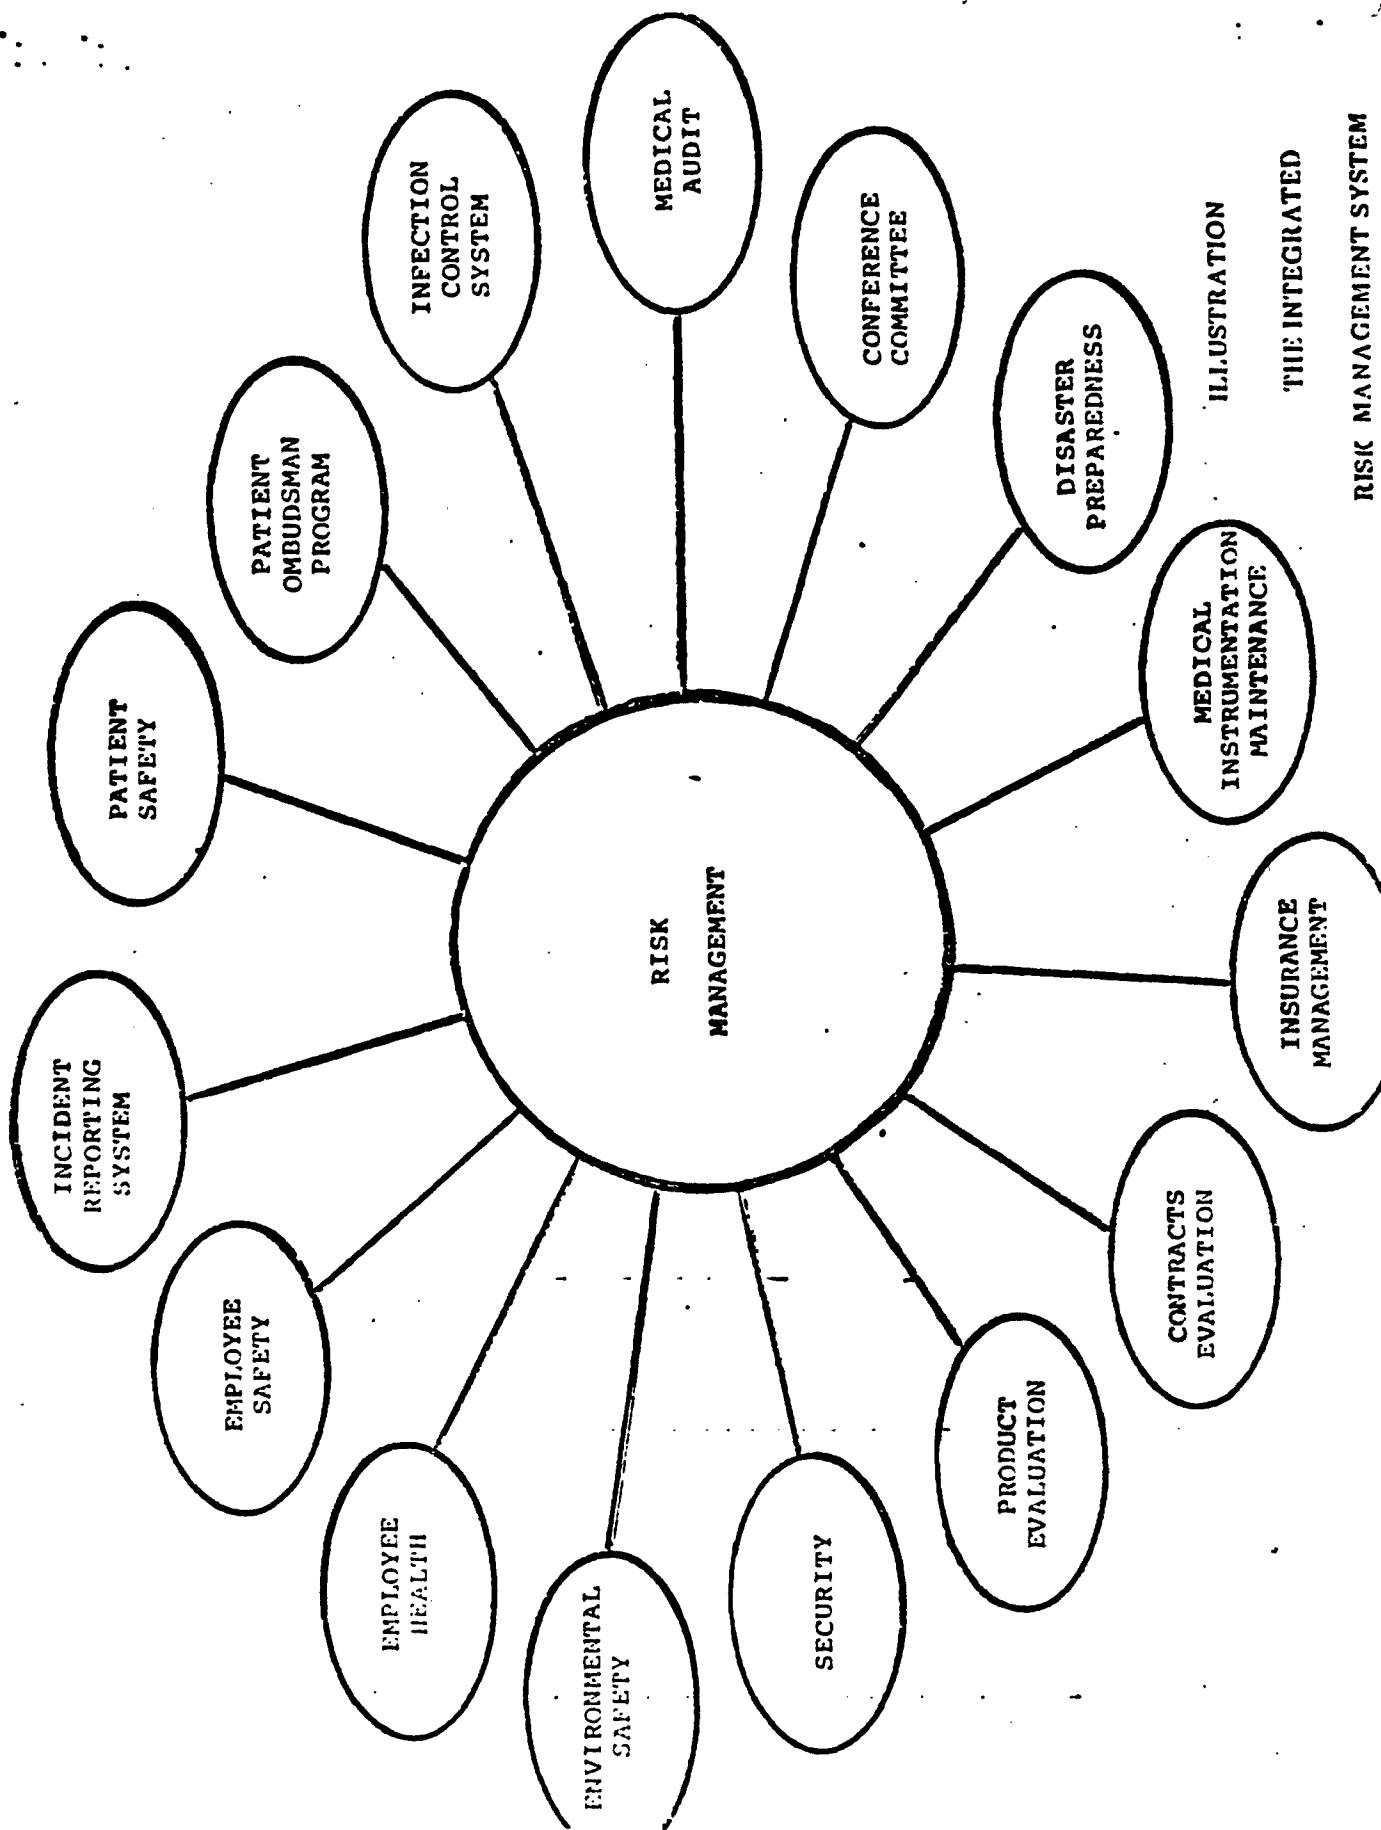 INCIDENT
REPORTING
SYSTEM
PATIENT
SAFETY
EMPLOYEE
SAFETY
PATIENT
OMBUDSMAN
PROGRAM
EMPLOYEE
HEALTH
INFECTION
CONTROL
SYSTEM
ENVIRONMENTAL
SAFETY
RISK
MANAGEMENT
MEDICAL
AUDIT
SECURITY
CONFERENCE
COMMITTEE
PRODUCT
EVALUATION
DISASTER
PREPAREDNESS
CONTRACTS
EVALUATION
MEDICAL
INSTRUMENTATION
MAINTENANCE
INSURANCE
MANAGEMENT
ILLUSTRATION
THE INTEGRATED
RISK MANAGEMENT SYSTEM